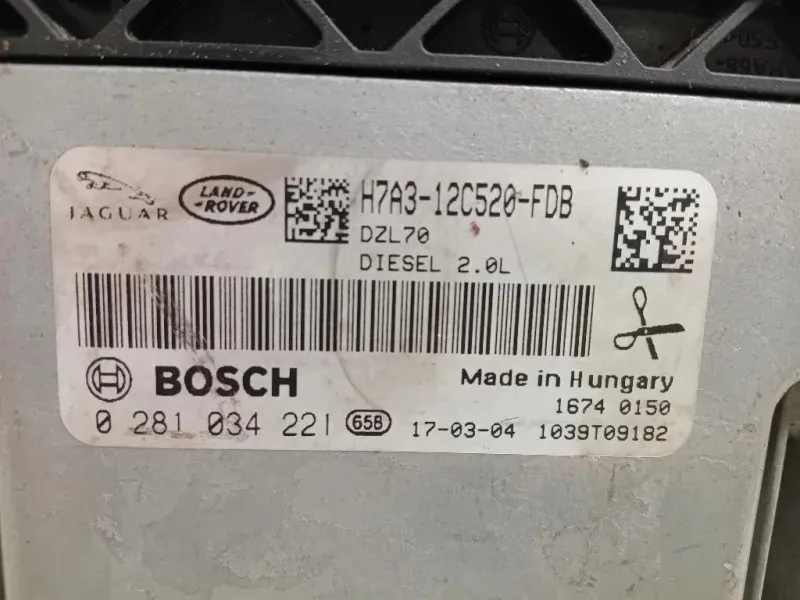 JAGUAR
LAND-
-ROVER
H7A3-12C520-FDB
DZL70
DIESEL 2.0L
BOSCH
Made in Hungary
1674 0150
0 281 034 221 65B 17-03-04 1039T09182